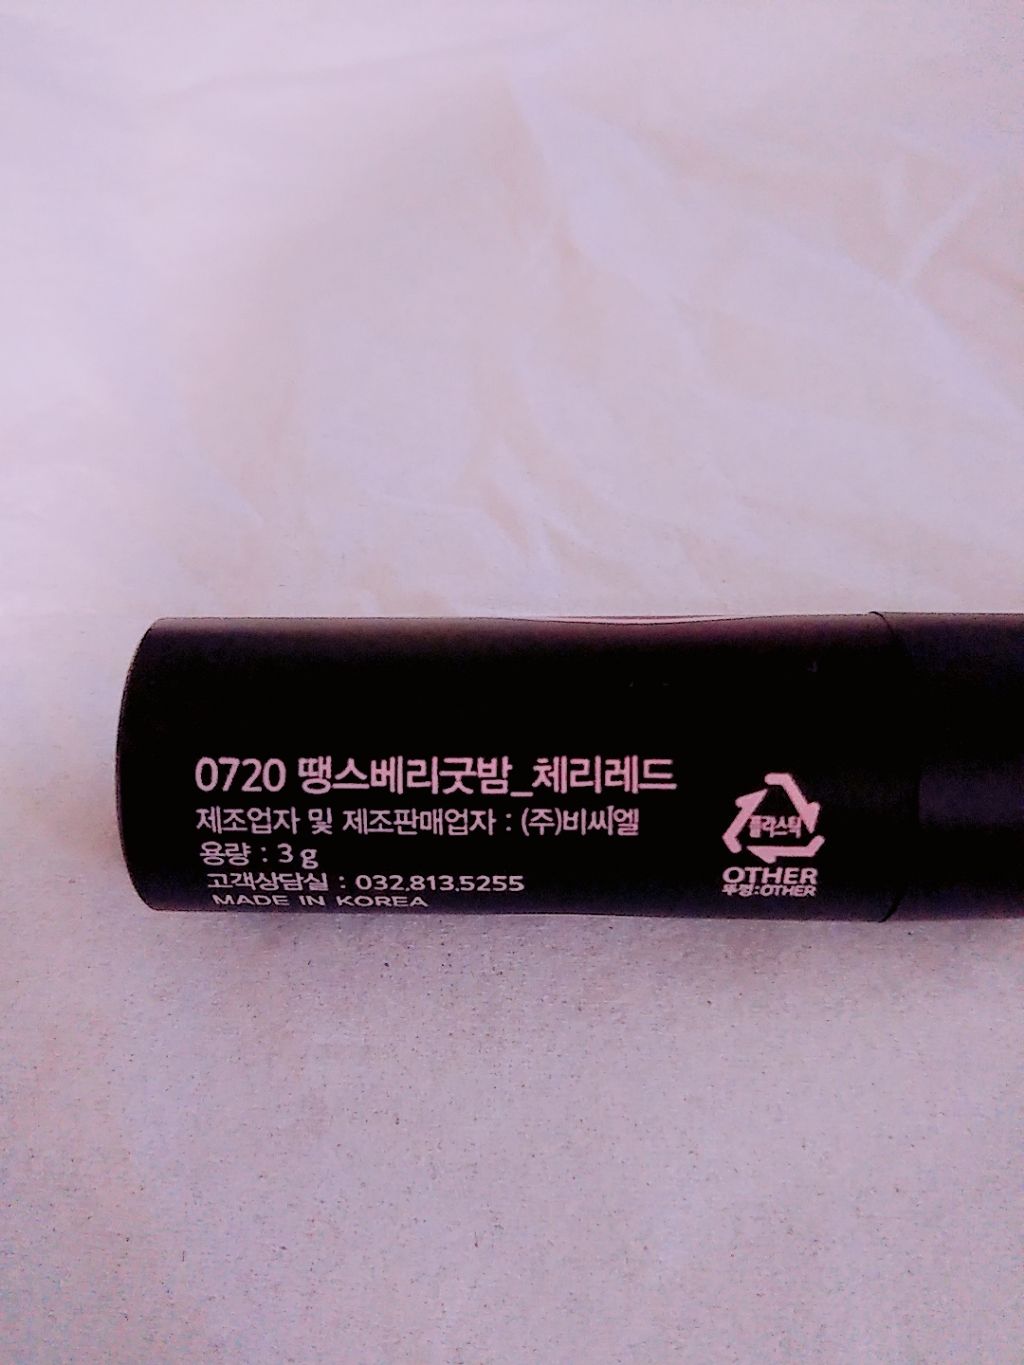 0720 땡스베리굿밤_체리레드
제조업자 및 제조판매업자 : (주)비씨엘
용량 : 3 g
고객상담실 : 032.813.5255
MADE IN KOREA
플라스틱
OTHER
뚜껑:OTHER